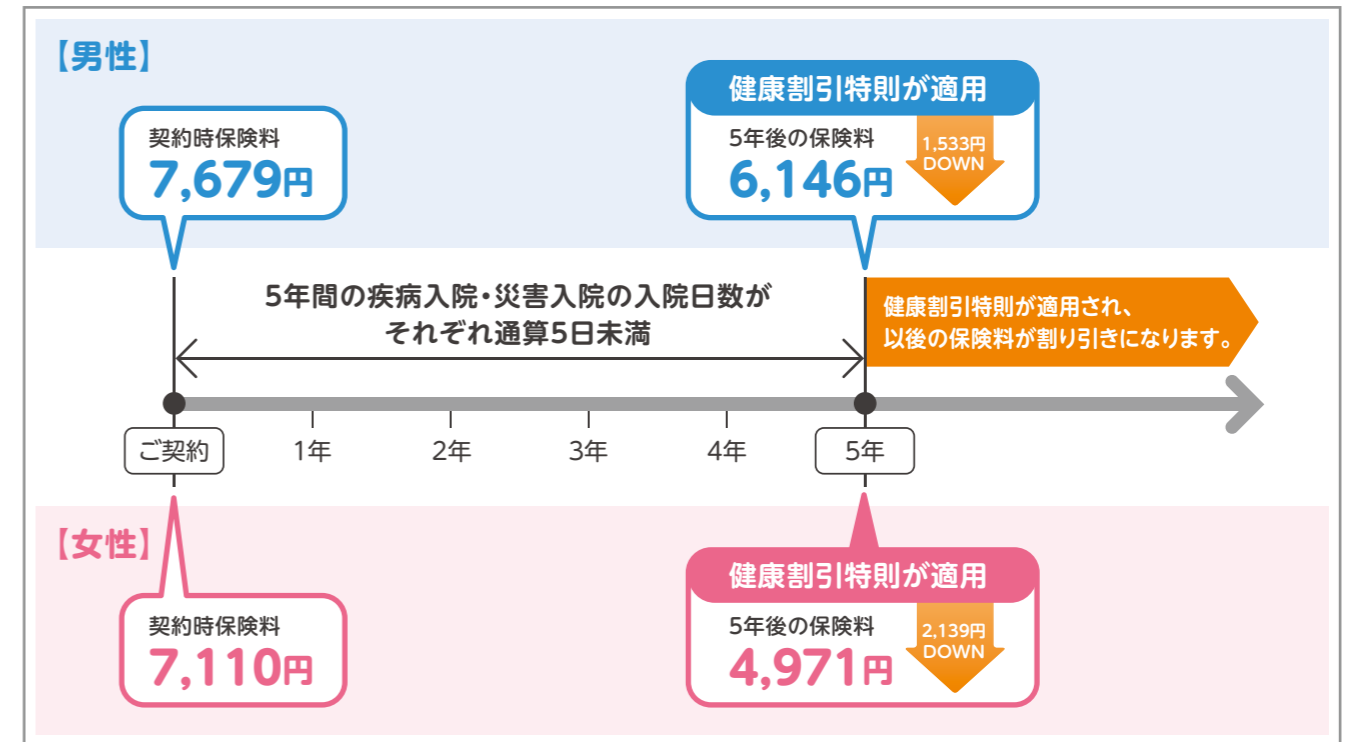 【男性】
契約時保険料
7,679円
健康割引特則が適用
5年後の保険料
6,146円
1,533円
DOWN
5年間の疾病入院・災害入院の入院日数が
それぞれ通算5日未満
健康割引特則が適用され、
以後の保険料が割り引きになります。
ご契約
1年
2年
3年
4年
5年
【女性】
契約時保険料
7,110円
健康割引特則が適用
5年後の保険料
4,971円
2,139円
DOWN